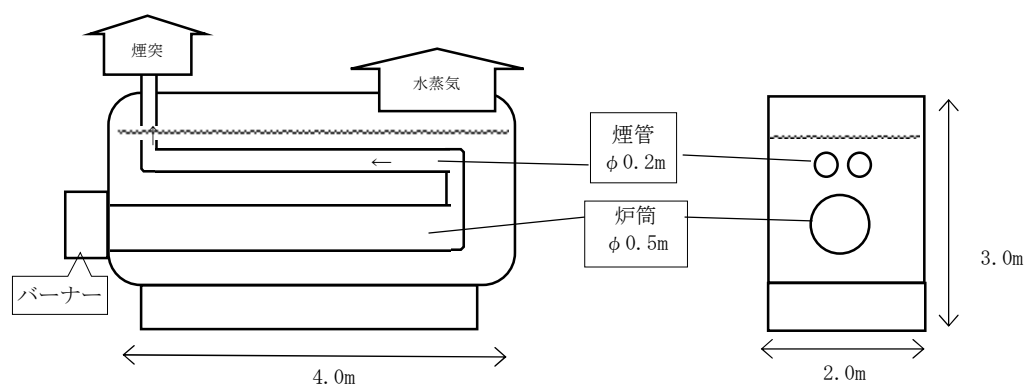 煙突
水蒸気
煙管
φ0.2m
炉筒
φ0.5m
バーナー
3.0m
4.0m
2.0m